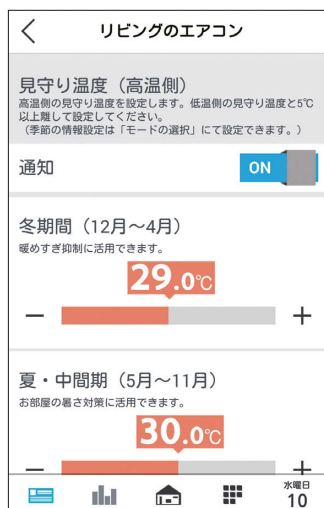 リビングのエアコン
見守り温度（高温側）
高温側の見守り温度を設定します。低温側の見守り温度と5℃
以上離して設定してください。
（季節の情報設定は「モードの選択」にて設定できます。）
通知
ON
冬期間（12月〜4月）
暖めすぎ抑制に活用できます。
29.0℃
− +
夏・中間期（5月〜11月）
お部屋の暑さ対策に活用できます。
30.0℃
− +
水曜日
10